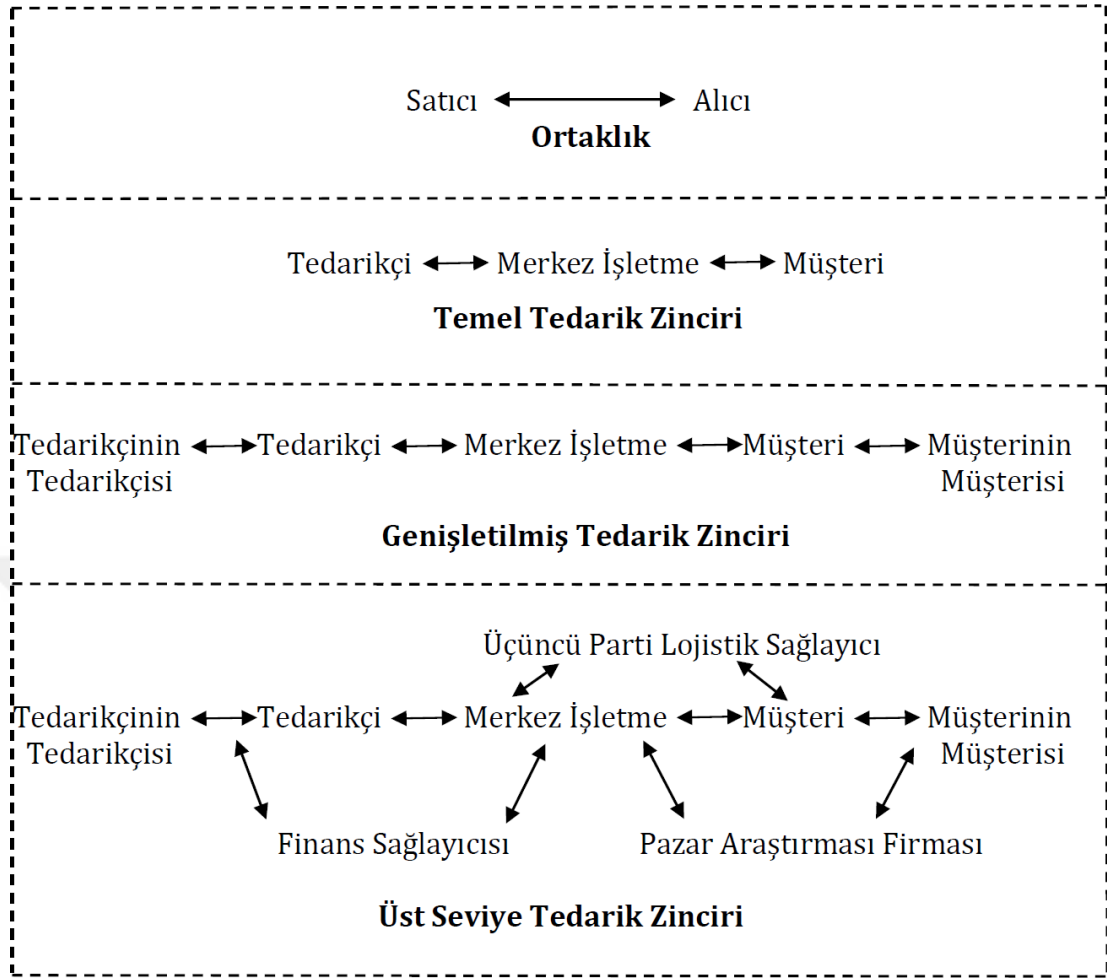 Satıcı Alıcı
Ortaklık
Tedarikçi Merkez İşletme Müşteri
Temel Tedarik Zinciri
Tedarikçinin Tedarikçi Merkez İşletme Müşteri Müşterinin
Tedarikçisi Müşterisi
Genişletilmiş Tedarik Zinciri
Üçüncü Parti Lojistik Sağlayıcı
Tedarikçinin Tedarikçi Merkez İşletme Müşteri Müşterinin
Tedarikçisi Müşterisi
Finans Sağlayıcısı Pazar Araştırması Firması
Üst Seviye Tedarik Zinciri